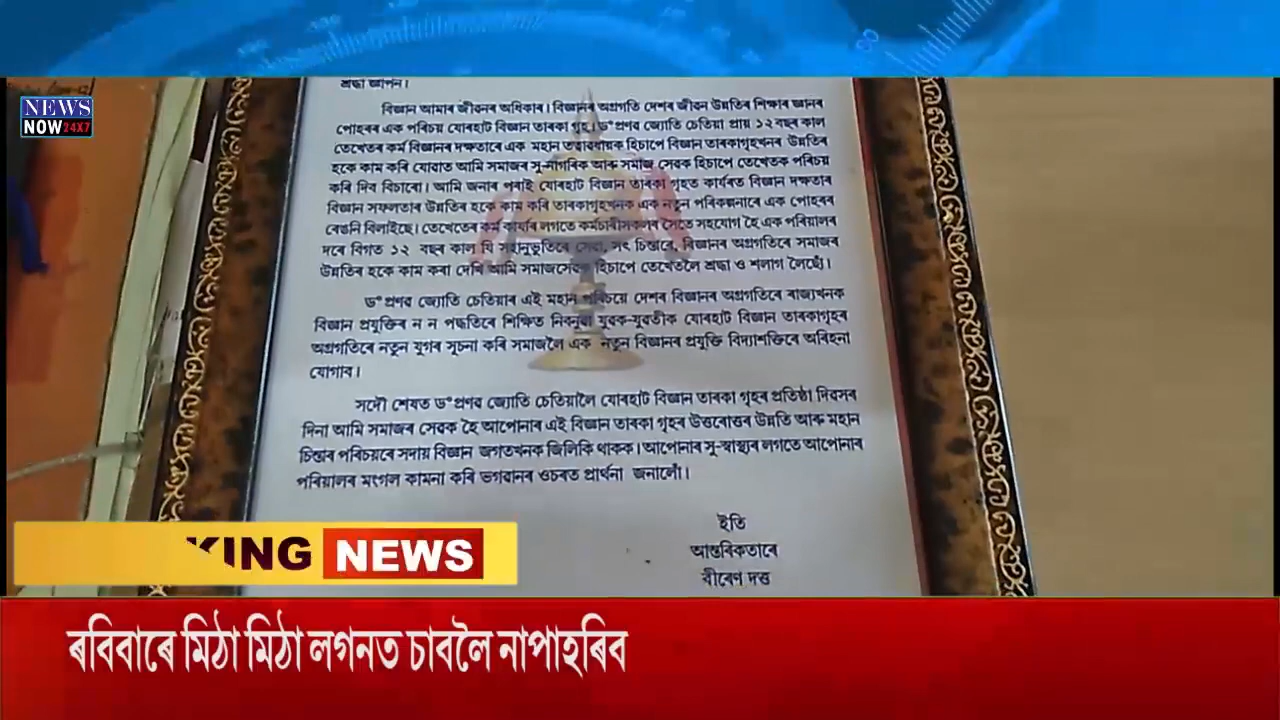 শ্ৰদ্ধা জ্ঞাপন।
NEWS
NOW 24X7
বিজ্ঞান আমাৰ জীৱনৰ অধিকাৰ। বিজ্ঞানৰ অগ্ৰগতি দেশৰ জীৱন উন্নতিৰ শিক্ষাৰ জ্ঞানৰ
পোহৰৰ এক পৰিচয় যোৰহাট বিজ্ঞান তাৰকা গৃহ। ড° প্ৰণৱ জ্যোতি চেতিয়া প্ৰায় ১২ বছৰ কাল
তেখেতৰ কৰ্ম বিজ্ঞানৰ দক্ষতাৰে এক মহান তত্বাৱধায়ক হিচাপে বিজ্ঞান তাৰকাগৃহখনৰ উন্নতিৰ
হকে কাম কৰি যোৱাত আমি সমাজৰ সু-নাগৰিক আৰু সমাজ সেৱক হিচাপে তেখেতক পৰিচয়
কৰি দিব বিচাৰো। আমি জনাৰ পৰাই যোৰহাট বিজ্ঞান তাৰকা গৃহত কাৰ্যৰত বিজ্ঞান দক্ষতাৰ
বিজ্ঞান সফলতাৰ উন্নতিৰ হকে কাম কৰি তাৰকাগৃহখনক এক নতুন পৰিকল্পনাৰে এক পোহৰৰ
ৰেঙনি বিলাইছে। তেখেতেৰ কৰ্ম কাৰ্যৰ লগতে কৰ্মচাৰীসকলৰ সৈতে সহযোগ হৈ এক পৰিয়ালৰ
দৰে বিগত ১২ বছৰ কাল যি সহানুভূতিৰে সেৱা, সৎ চিন্তাৰে, বিজ্ঞানৰ অগ্ৰগতিৰে সমাজৰ
উন্নতিৰ হকে কাম কৰা দেখি আমি সমাজসেৱক হিচাপে তেখেতলৈ শ্ৰদ্ধা ও শলাগ লৈছোঁ।
ড° প্ৰণৱ জ্যোতি চেতিয়াৰ এই মহান পৰিচয়ে দেশৰ বিজ্ঞানৰ অগ্ৰগতিৰে ৰাজ্যখনক
বিজ্ঞান প্ৰযুক্তিৰ ন ন পদ্ধতিৰে শিক্ষিত নিবনুৱা যুৱক-যুৱতীক যোৰহাট বিজ্ঞান তাৰকাগৃহৰ
অগ্ৰগতিৰে নতুন যুগৰ সূচনা কৰি সমাজলৈ এক নতুন বিজ্ঞানৰ প্ৰযুক্তি বিদ্যাশক্তিৰে অৰিহনা
যোগাব।
সদৌ শেষত ড° প্ৰণৱ জ্যোতি চেতিয়ালৈ যোৰহাট বিজ্ঞান তাৰকা গৃহৰ প্ৰতিষ্ঠা দিৱসৰ
দিনা আমি সমাজৰ সেৱক হৈ আপোনাৰ এই বিজ্ঞান তাৰকা গৃহৰ উত্তৰোত্তৰ উন্নতি আৰু মহান
চিন্তাৰ পৰিচয়ৰে সদায় বিজ্ঞান জগতখনক জিলিকি থাকক। আপোনাৰ সু-স্বাস্থ্যৰ লগতে আপোনাৰ
পৰিয়ালৰ মংগল কামনা কৰি ভগৱানৰ ওচৰত প্ৰাৰ্থনা জনালোঁ।
ইতি
আন্তৰিকতাৰে
বীৰেণ দত্ত
KING NEWS
ৰবিবাৰে মিঠা মিঠা লগনত চাবলৈ নাপাহৰিব